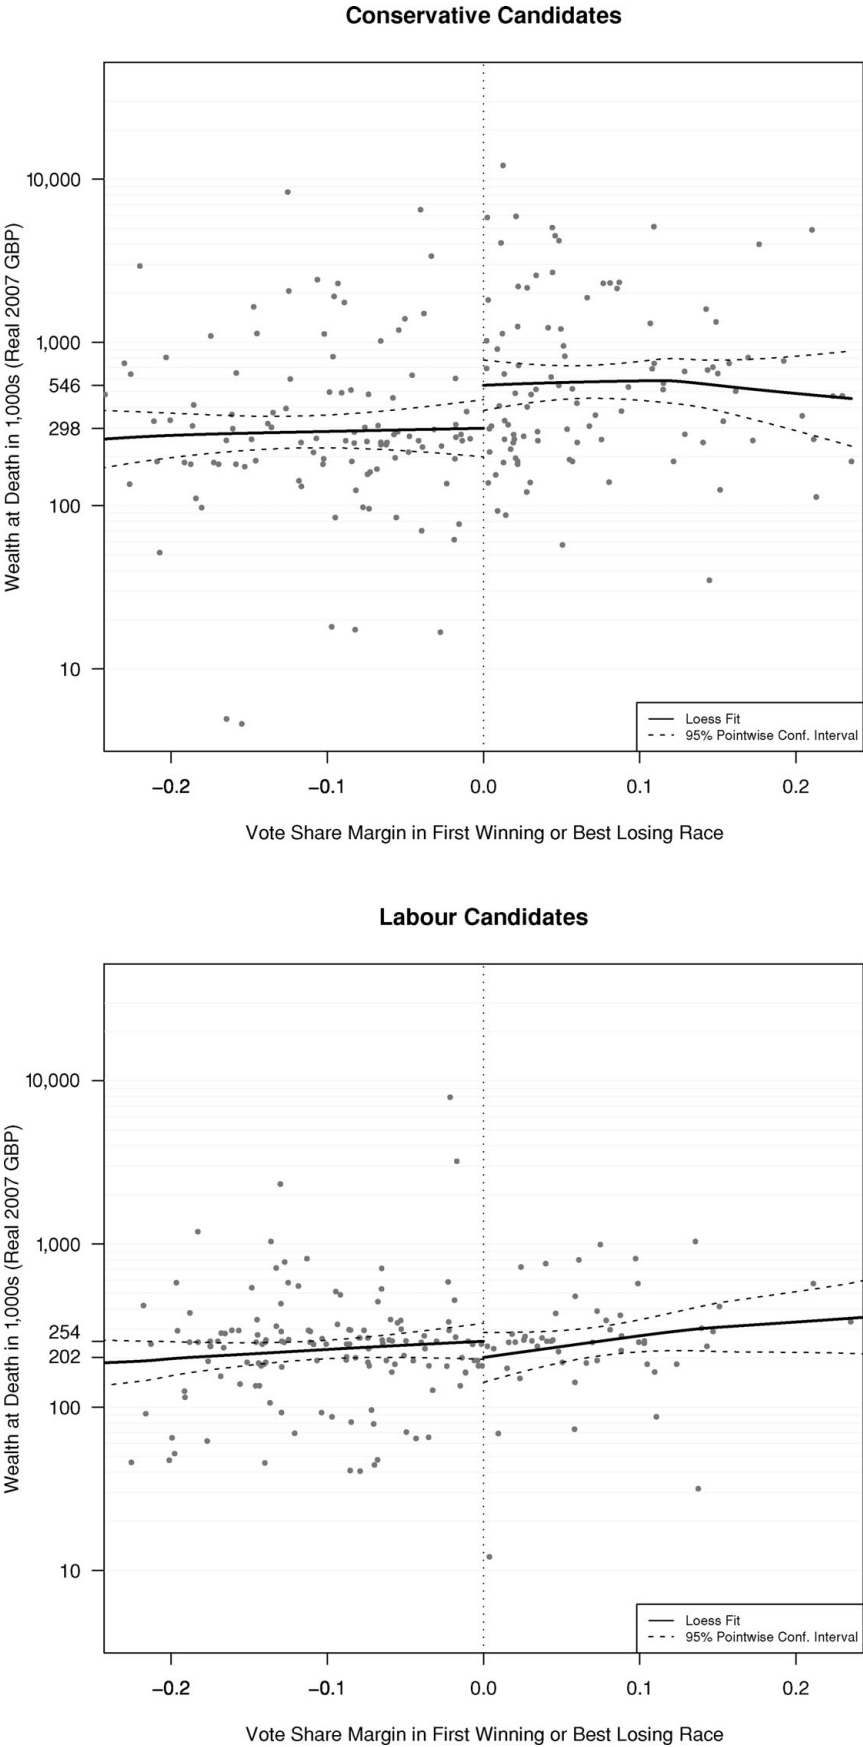 Conservative Candidates
Wealth at Death in 1,000s (Real 2007 GBP)
10,000
1,000
546
298
100
10
Loess Fit
95% Pointwise Conf. Interval
−0.2
−0.1
0.0
0.1
0.2
Vote Share Margin in First Winning or Best Losing Race
Labour Candidates
Wealth at Death in 1,000s (Real 2007 GBP)
10,000
1,000
254
202
100
10
Loess Fit
95% Pointwise Conf. Interval
−0.2
−0.1
0.0
0.1
0.2
Vote Share Margin in First Winning or Best Losing Race